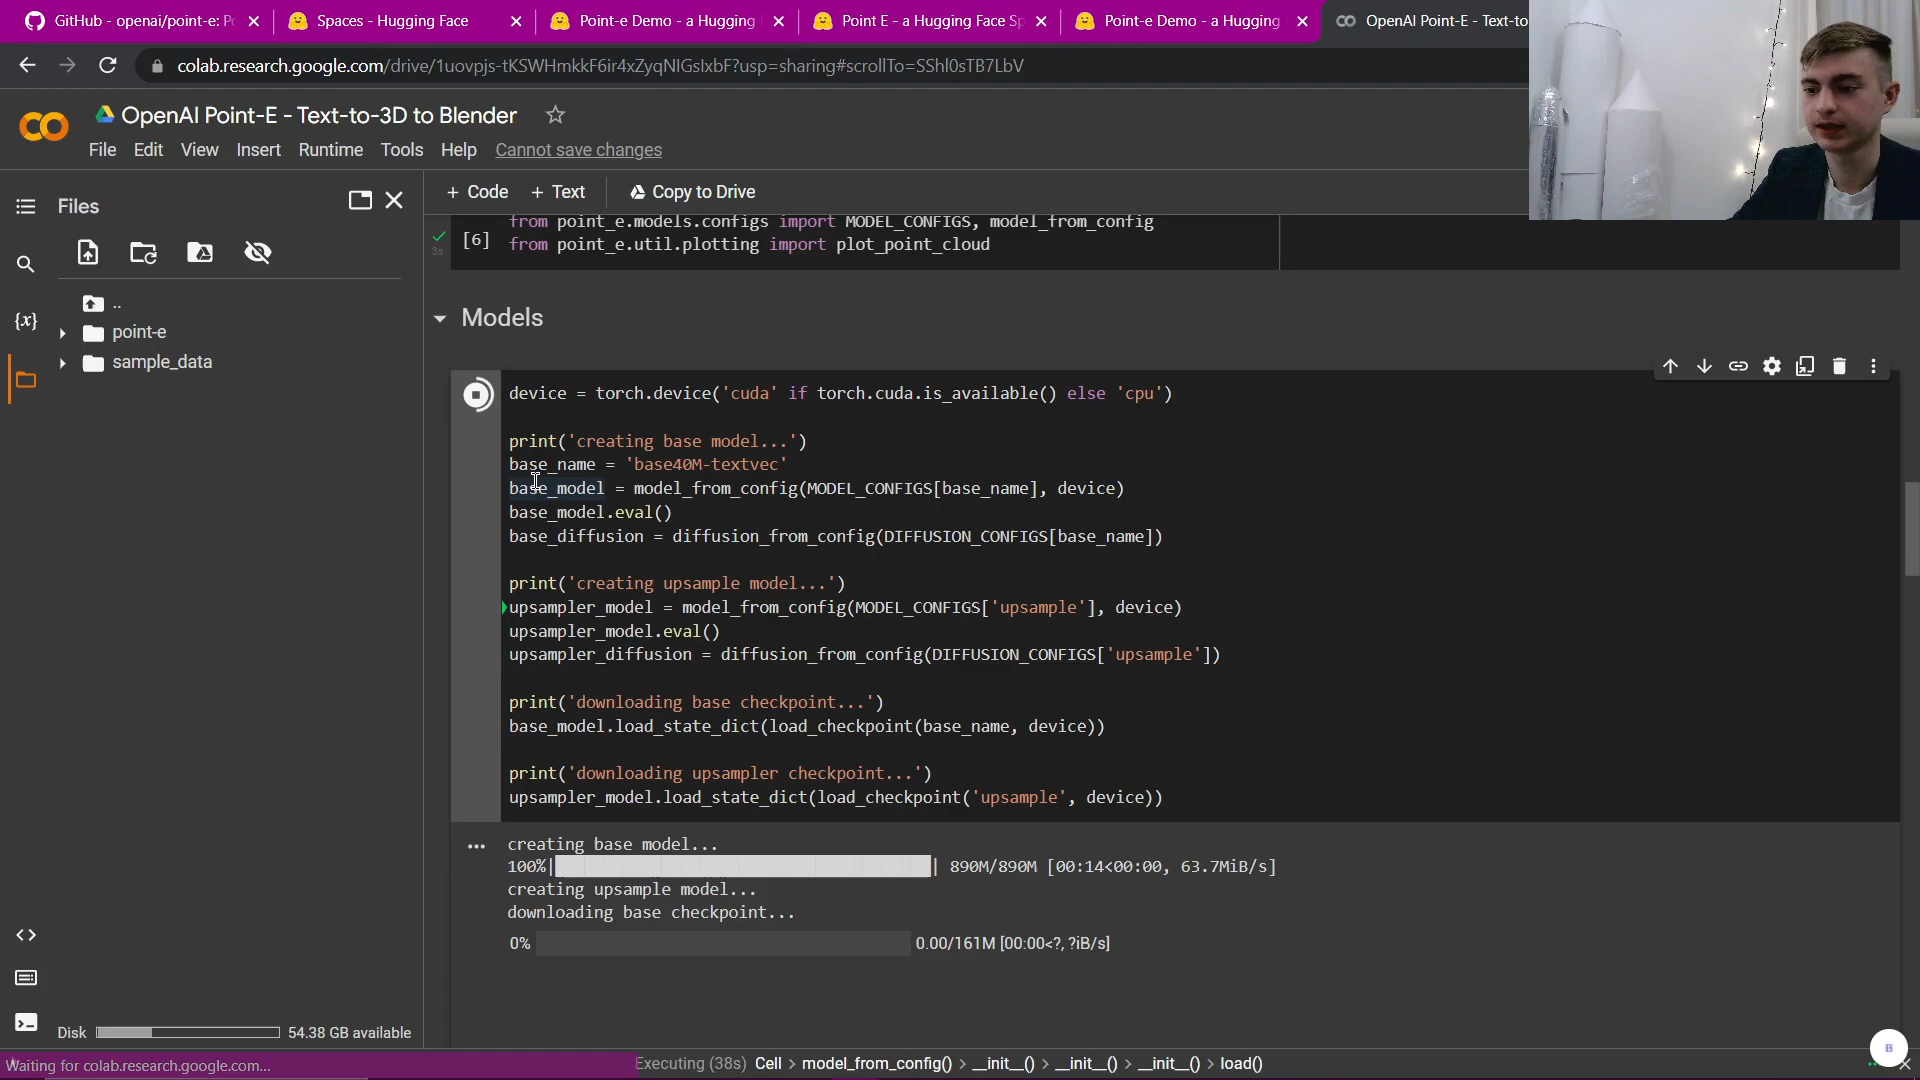 GitHub - openai/point-e: Po
Spaces - Hugging Face
Point-e Demo - a Hugging
Point E - a Hugging Face Sp
Point-e Demo - a Hugging
OpenAI Point-E - Text-to
colab.research.google.com/drive/1uovpjs-tKSWHmkkF6ir4xZyqNIGsIxbF?usp=sharing#scrollTo=SShl0sTB7LbV
OpenAI Point-E - Text-to-3D to Blender
File Edit View Insert Runtime Tools Help Cannot save changes
Files
+ Code + Text Copy to Drive
..
point-e
sample_data
{x}
from point_e.models.configs import MODEL_CONFIGS, model_from_config
[6] from point_e.util.plotting import plot_point_cloud
3s
Models
device = torch.device('cuda' if torch.cuda.is_available() else 'cpu')
print('creating base model...')
base_name = 'base40M-textvec'
base_model = model_from_config(MODEL_CONFIGS[base_name], device)
base_model.eval()
base_diffusion = diffusion_from_config(DIFFUSION_CONFIGS[base_name])
print('creating upsample model...')
upsampler_model = model_from_config(MODEL_CONFIGS['upsample'], device)
upsampler_model.eval()
upsampler_diffusion = diffusion_from_config(DIFFUSION_CONFIGS['upsample'])
print('downloading base checkpoint...')
base_model.load_state_dict(load_checkpoint(base_name, device))
print('downloading upsampler checkpoint...')
upsampler_model.load_state_dict(load_checkpoint('upsample', device))
creating base model...
100%| | 890M/890M [00:14<00:00, 63.7MiB/s]
creating upsample model...
downloading base checkpoint...
0% 0.00/161M [00:00<?, ?iB/s]
Disk 54.38 GB available
Waiting for colab.research.google.com...
Executing (38s) Cell > model_from_config() > __init__() > __init__() > __init__() > load()